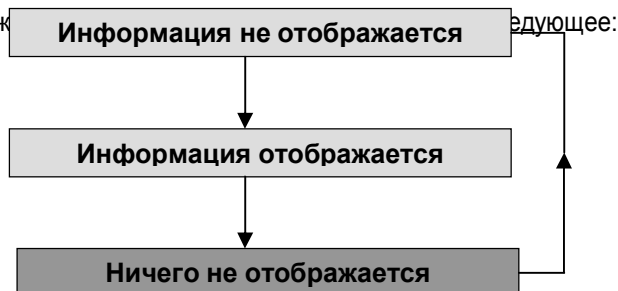 Информация не отображается
Информация отображается
Ничего не отображается